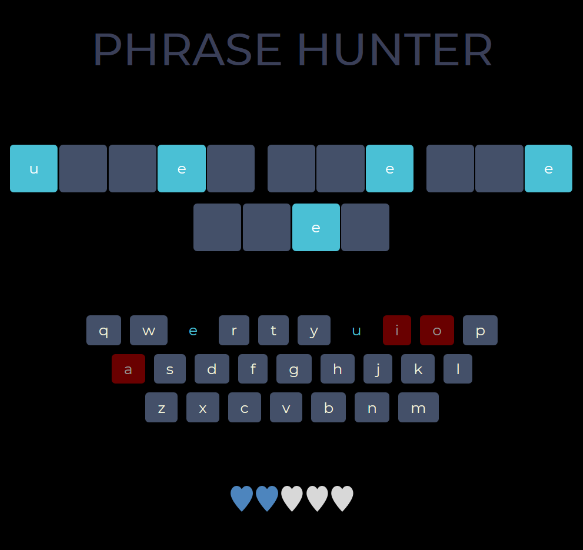 PHRASE HUNTER
u e e e
e
q w e r t y u i o p
a s d f g h j k l
z x c v b n m